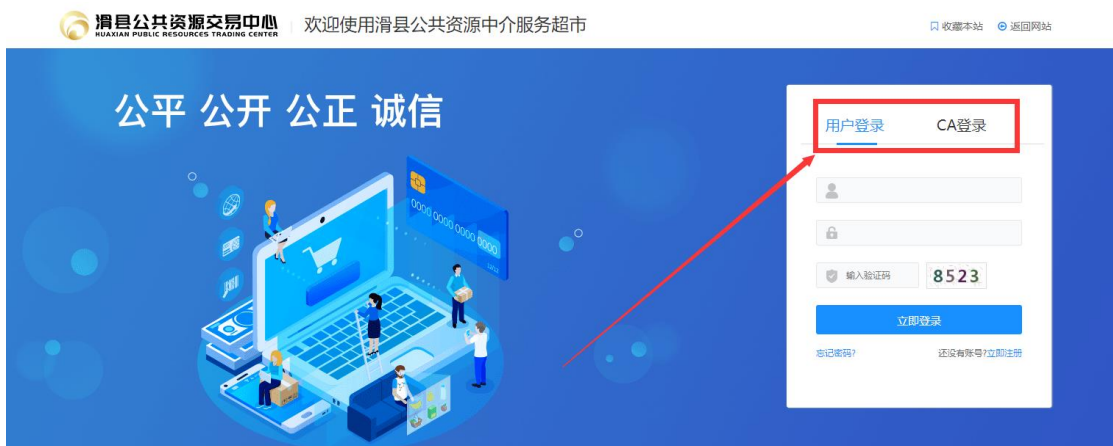 滑县公共资源交易中心
HUAXIAN PUBLIC RESOURCES TRADING CENTER
欢迎使用滑县公共资源中介服务超市
收藏本站 返回网站
公平 公开 公正 诚信
用户登录 CA登录
0000 0000 0000 0000
输入验证码 8523
立即登录
忘记密码? 还没有账号?立即注册